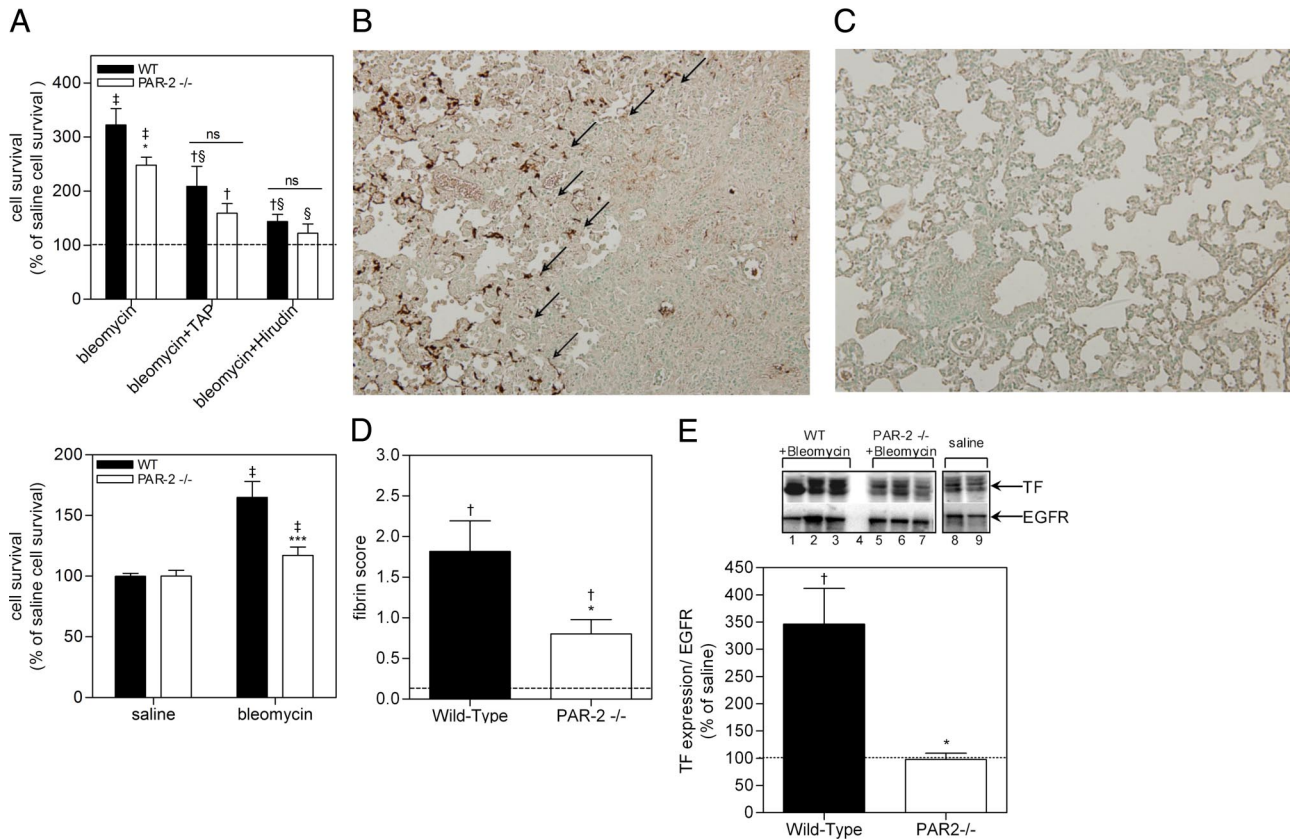 A
B
C
WT
PAR-2 -/-
cell survival
(% of saline cell survival)
400
300
200
100
0
‡
‡
*
†§
ns
†
†§
ns
§
bleomycin
bleomycin+TAP
bleomycin+Hirudin
WT
PAR-2 -/-
cell survival
(% of saline cell survival)
200
150
100
50
0
‡
‡
***
saline
bleomycin
D
fibrin score
3.0
2.5
2.0
1.5
1.0
0.5
0.0
†
†
*
Wild-Type
PAR-2 -/-
E
WT
+Bleomycin
PAR-2 -/-
+Bleomycin
saline
TF
EGFR
1 2 3 4 5 6 7 8 9
TF expression/ EGFR
(% of saline)
450
400
350
300
250
200
150
100
50
0
†
*
Wild-Type
PAR2-/-